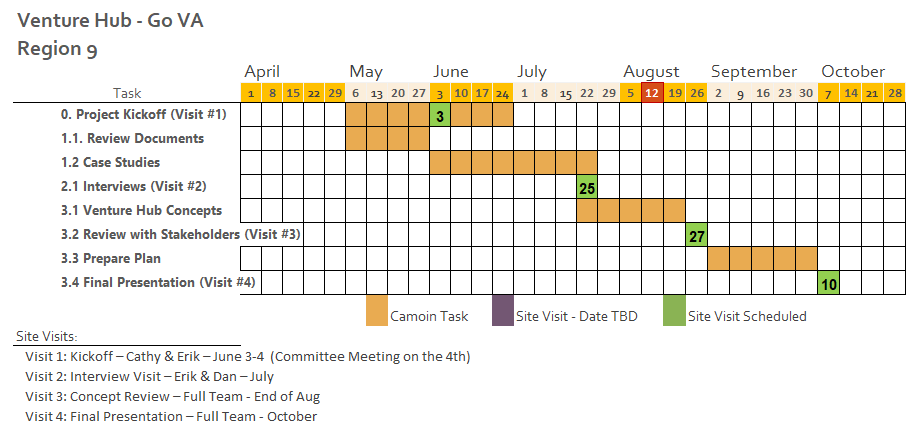 Venture Hub - Go VA
Region 9
April May June July August September October
Task 1 8 15 22 29 6 13 20 27 3 10 17 24 1 8 15 22 29 5 12 19 26 2 9 16 23 30 7 14 21 28
0. Project Kickoff (Visit #1) 3
1.1. Review Documents
1.2 Case Studies
2.1 Interviews (Visit #2) 25
3.1 Venture Hub Concepts
3.2 Review with Stakeholders (Visit #3) 27
3.3 Prepare Plan
3.4 Final Presentation (Visit #4) 10
Camoin Task Site Visit - Date TBD Site Visit Scheduled
Site Visits:
Visit 1: Kickoff – Cathy & Erik – June 3-4 (Committee Meeting on the 4th)
Visit 2: Interview Visit – Erik & Dan – July
Visit 3: Concept Review – Full Team - End of Aug
Visit 4: Final Presentation – Full Team - October